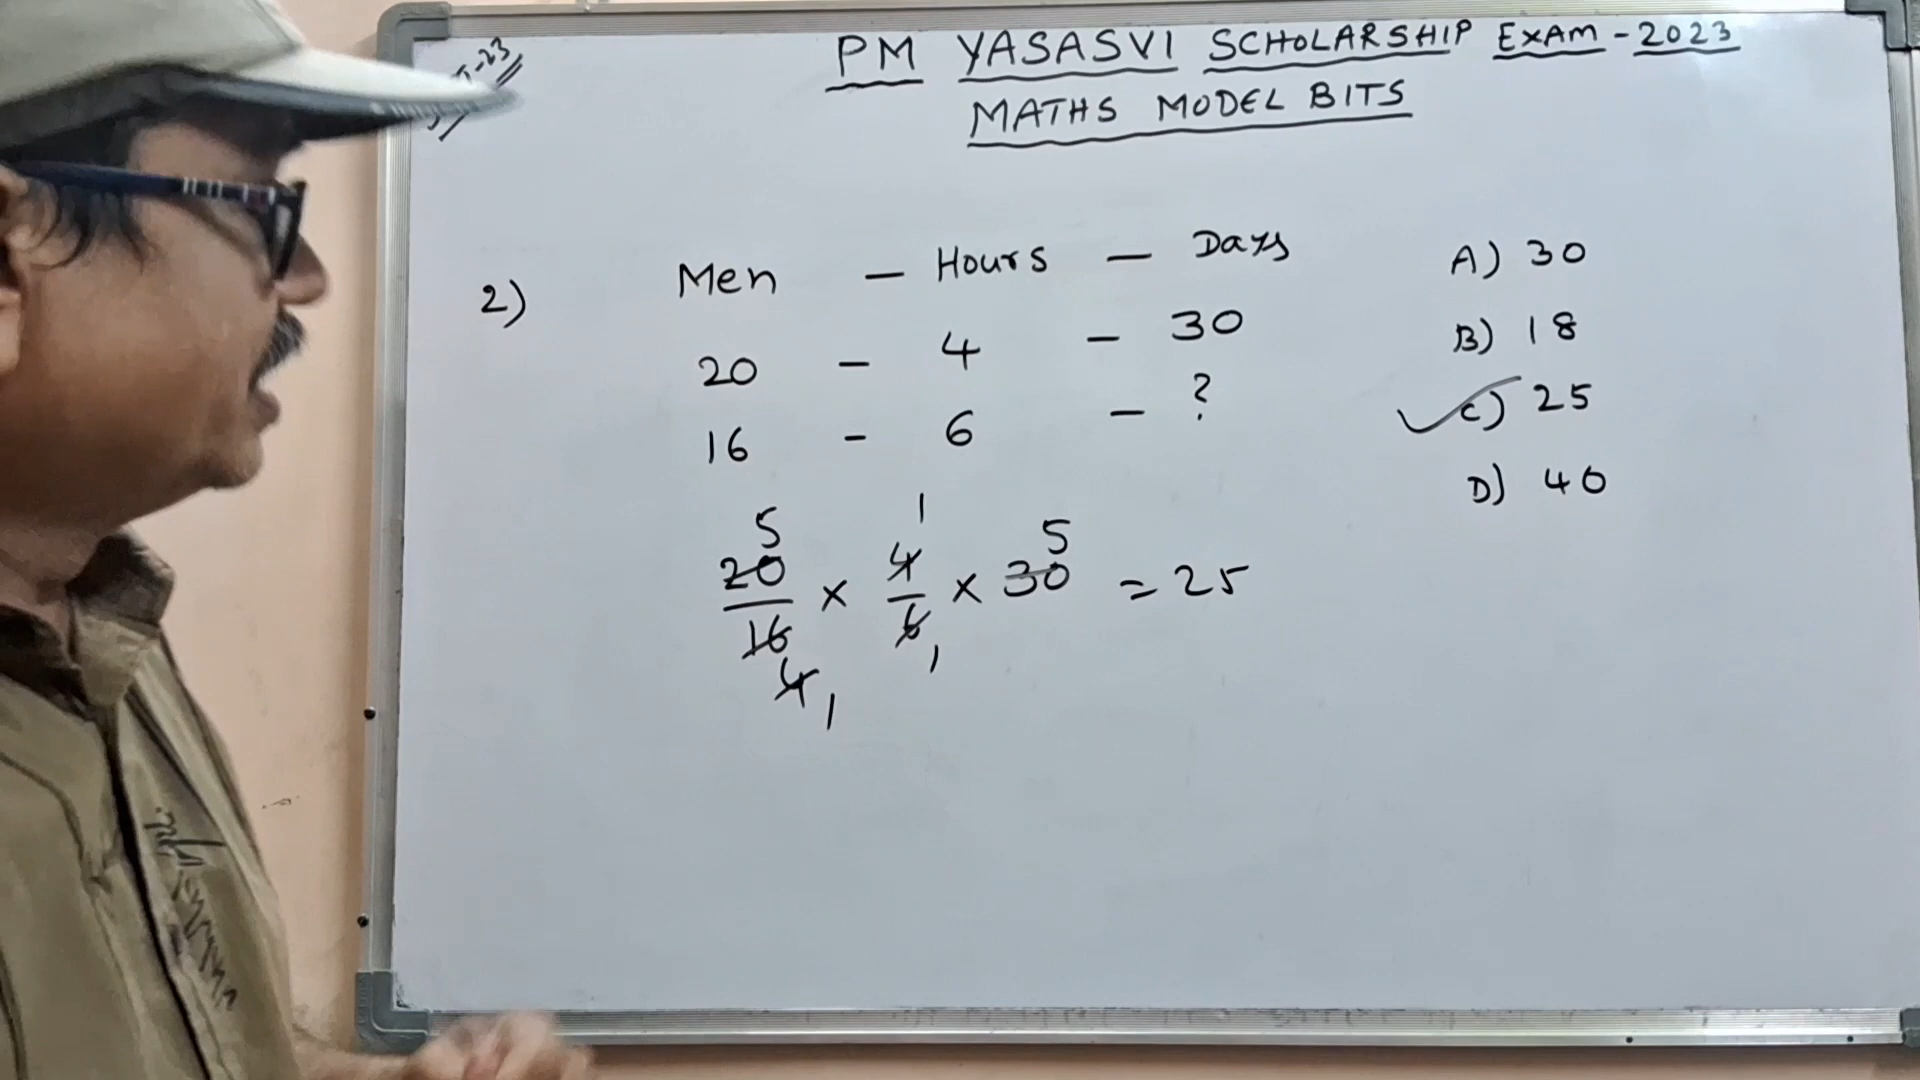 PM YASASVI SCHOLARSHIP EXAM - 2023
MATHS MODEL BITS
2) Men - Hours - Days
20 - 4 - 30
16 - 6 - ?
A) 30
B) 18
C) 25
D) 40
5 1 5
20/16 × 4/6 × 30 = 25
4 1 1